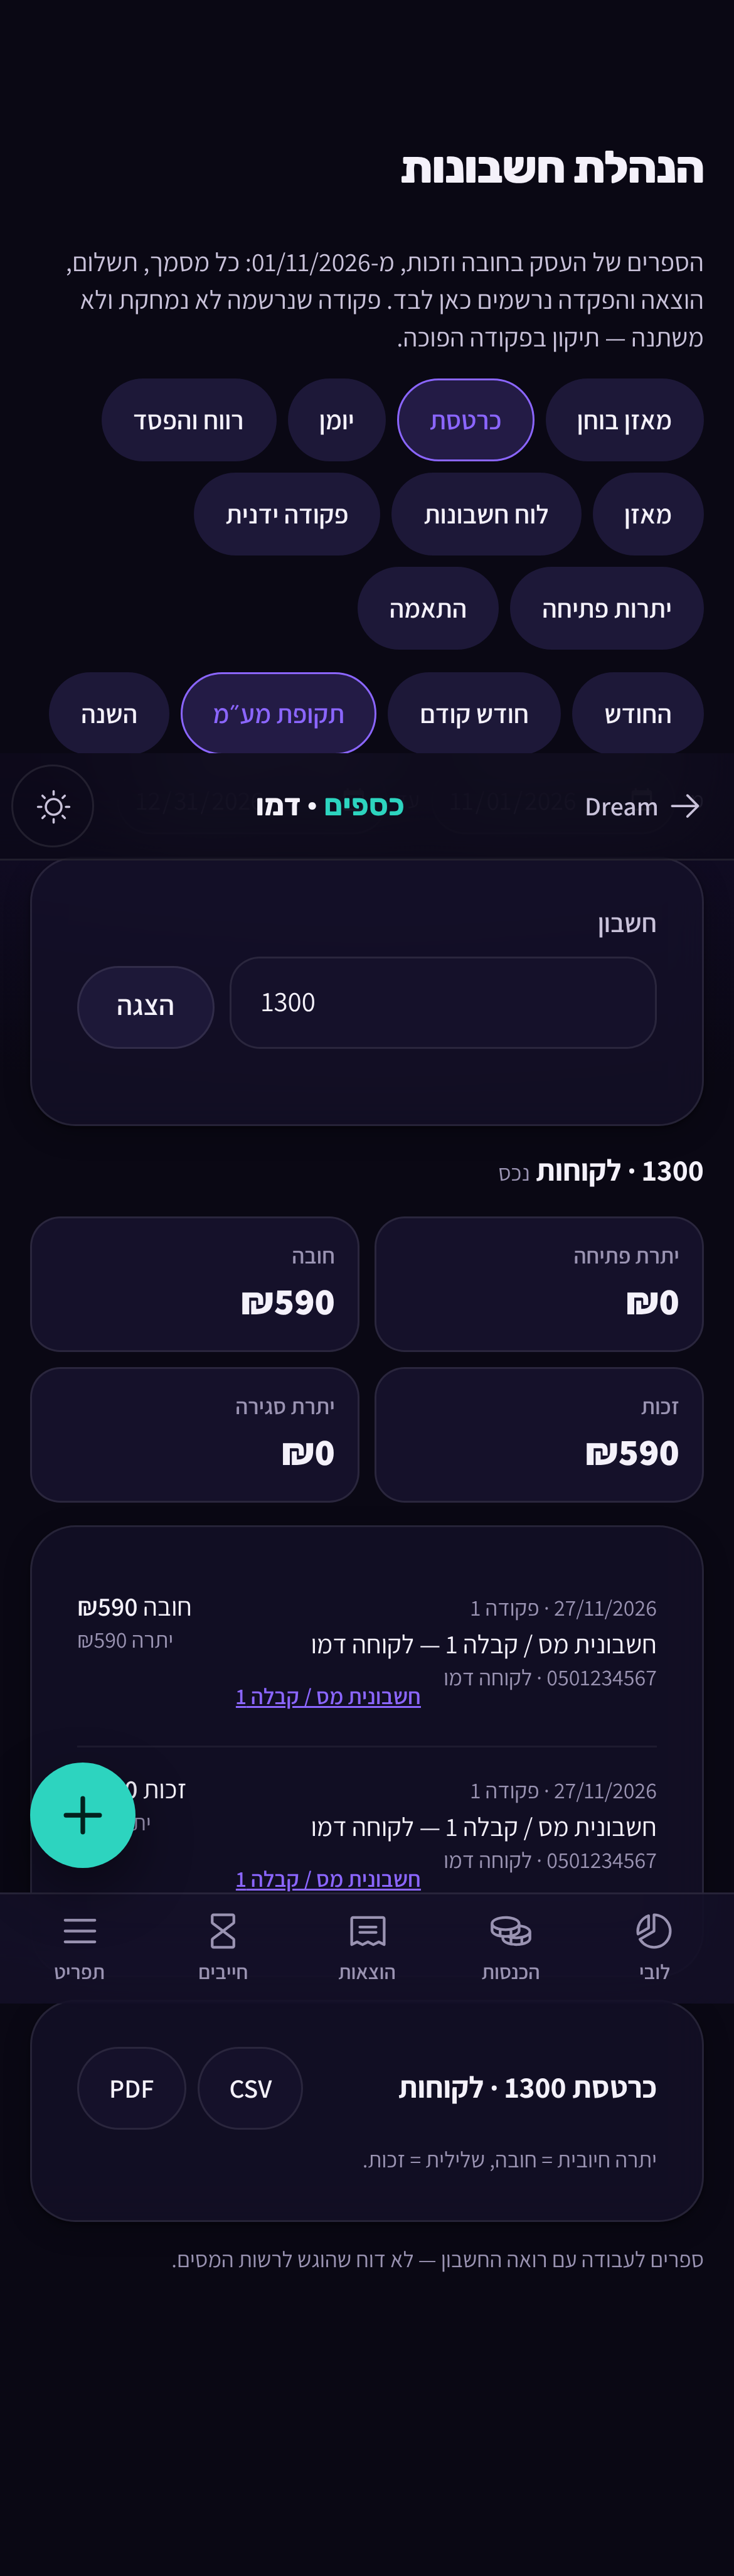 הנהלת חשבונות
הספרים של העסק בחובה וזכות, מ-01/11/2026: כל מסמך, תשלום,
הוצאה והפקדה נרשמים כאן לבד. פקודה שנרשמה לא נמחקת ולא
משתנה — תיקון בפקודה הפוכה.
מאזן בוחן
כרטסת
יומן
רווח והפסד
מאזן
לוח חשבונות
פקודה ידנית
יתרות פתיחה
התאמה
החודש
חודש קודם
תקופת מע״מ
השנה
Dream
כספים • דמו
חשבון
1300
הצגה
1300 · לקוחות נכס
יתרת פתיחה
₪0
חובה
₪590
זכות
₪590
יתרת סגירה
₪0
27/11/2026 · פקודה 1
חובה ₪590
חשבונית מס / קבלה 1 — לקוחה דמו
יתרה ₪590
0501234567 · לקוחה דמו
חשבונית מס / קבלה 1
27/11/2026 · פקודה 1
זכות
חשבונית מס / קבלה 1 — לקוחה דמו
0501234567 · לקוחה דמו
חשבונית מס / קבלה 1
לובי
הכנסות
הוצאות
חייבים
תפריט
כרטסת 1300 · לקוחות
CSV
PDF
יתרה חיובית = חובה, שלילית = זכות.
ספרים לעבודה עם רואה החשבון — לא דוח שהוגש לרשות המסים.